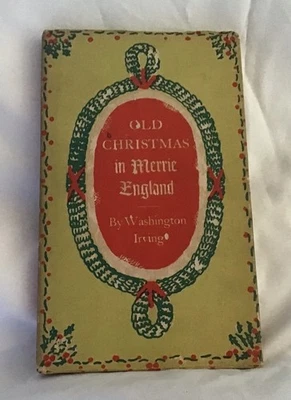 OLD
CHRISTMAS
in Merrie
England
By Washington
Irving